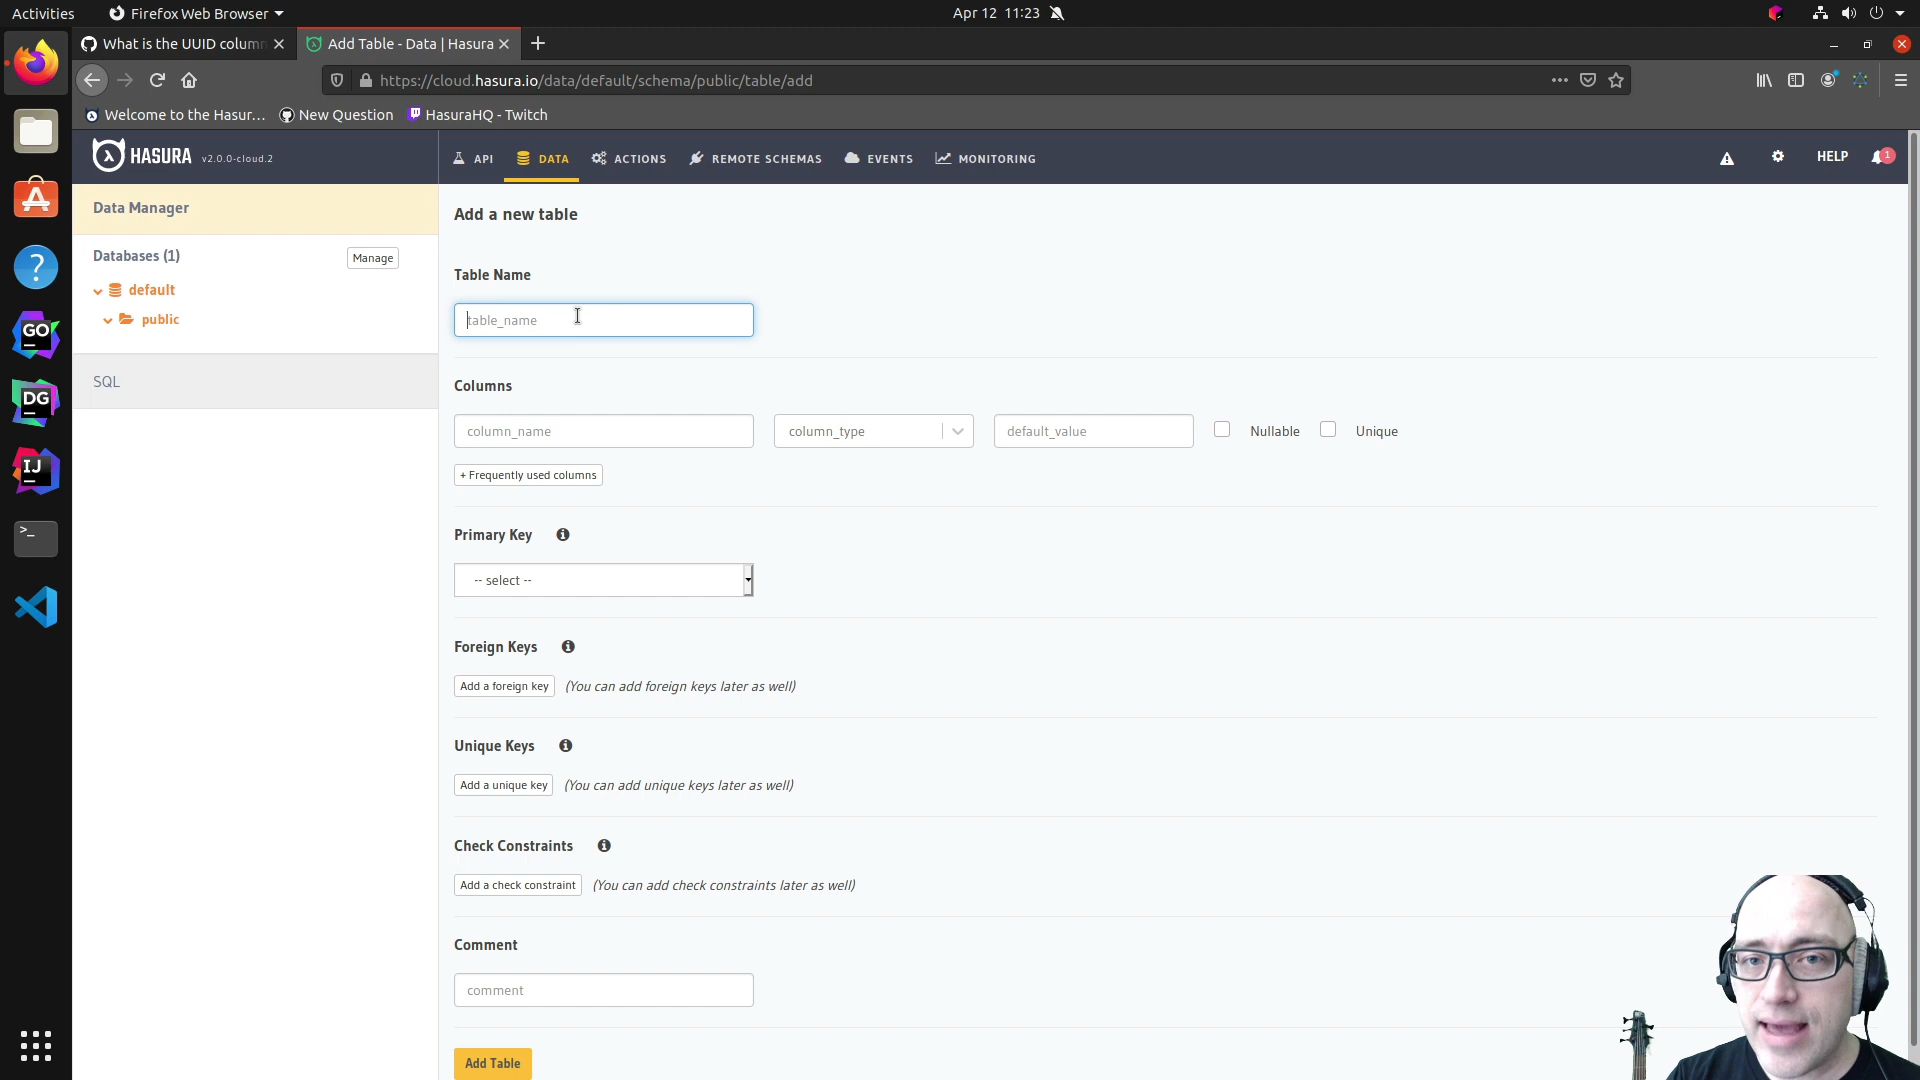 Activities
Firefox Web Browser
Apr 12 11:23
What is the UUID colum
Add Table - Data | Hasura
https://cloud.hasura.io/data/default/schema/public/table/add
Welcome to the Hasur...
New Question
HasuraHQ - Twitch
HASURA
v2.0.0-cloud.2
API
DATA
ACTIONS
REMOTE SCHEMAS
EVENTS
MONITORING
HELP
1
Data Manager
Databases (1)
Manage
default
public
SQL
Add a new table
Table Name
table_name
Columns
column_name
column_type
default_value
Nullable
Unique
+ Frequently used columns
Primary Key
-- select --
Foreign Keys
Add a foreign key
(You can add foreign keys later as well)
Unique Keys
Add a unique key
(You can add unique keys later as well)
Check Constraints
Add a check constraint
(You can add check constraints later as well)
Comment
comment
Add Table
GO
DG
IJ
>_